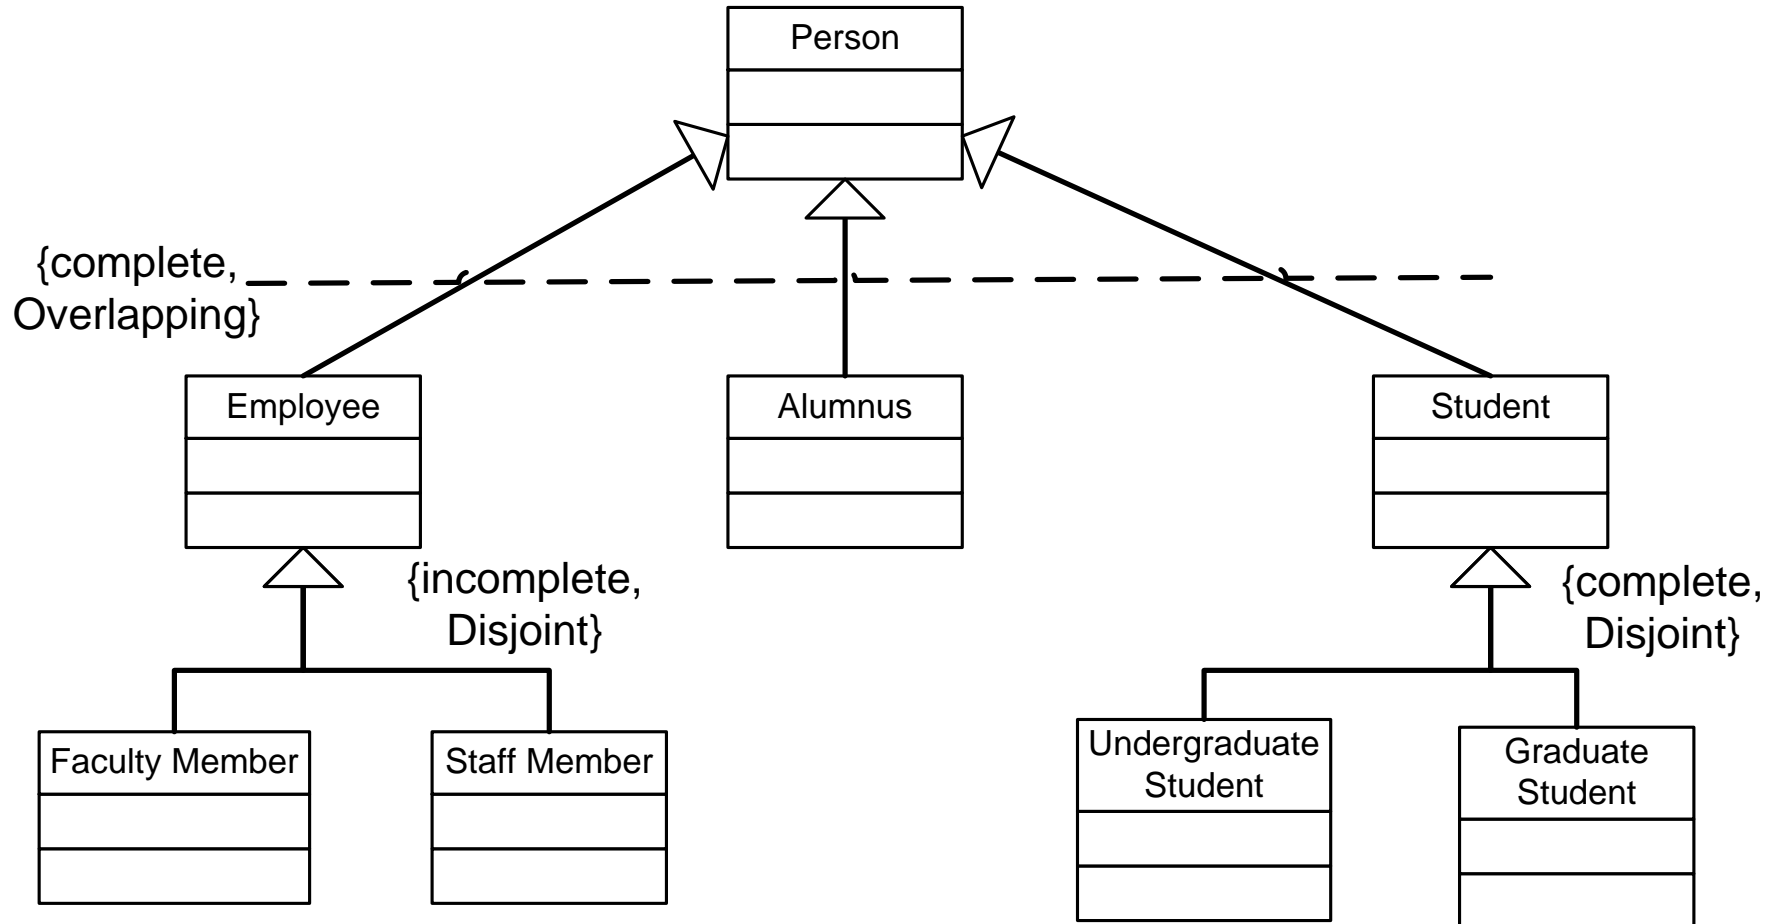 Person
{complete,
Overlapping}
Employee
Alumnus
Student
{incomplete,
Disjoint}
{complete,
Disjoint}
Faculty Member
Staff Member
Undergraduate
Student
Graduate
Student